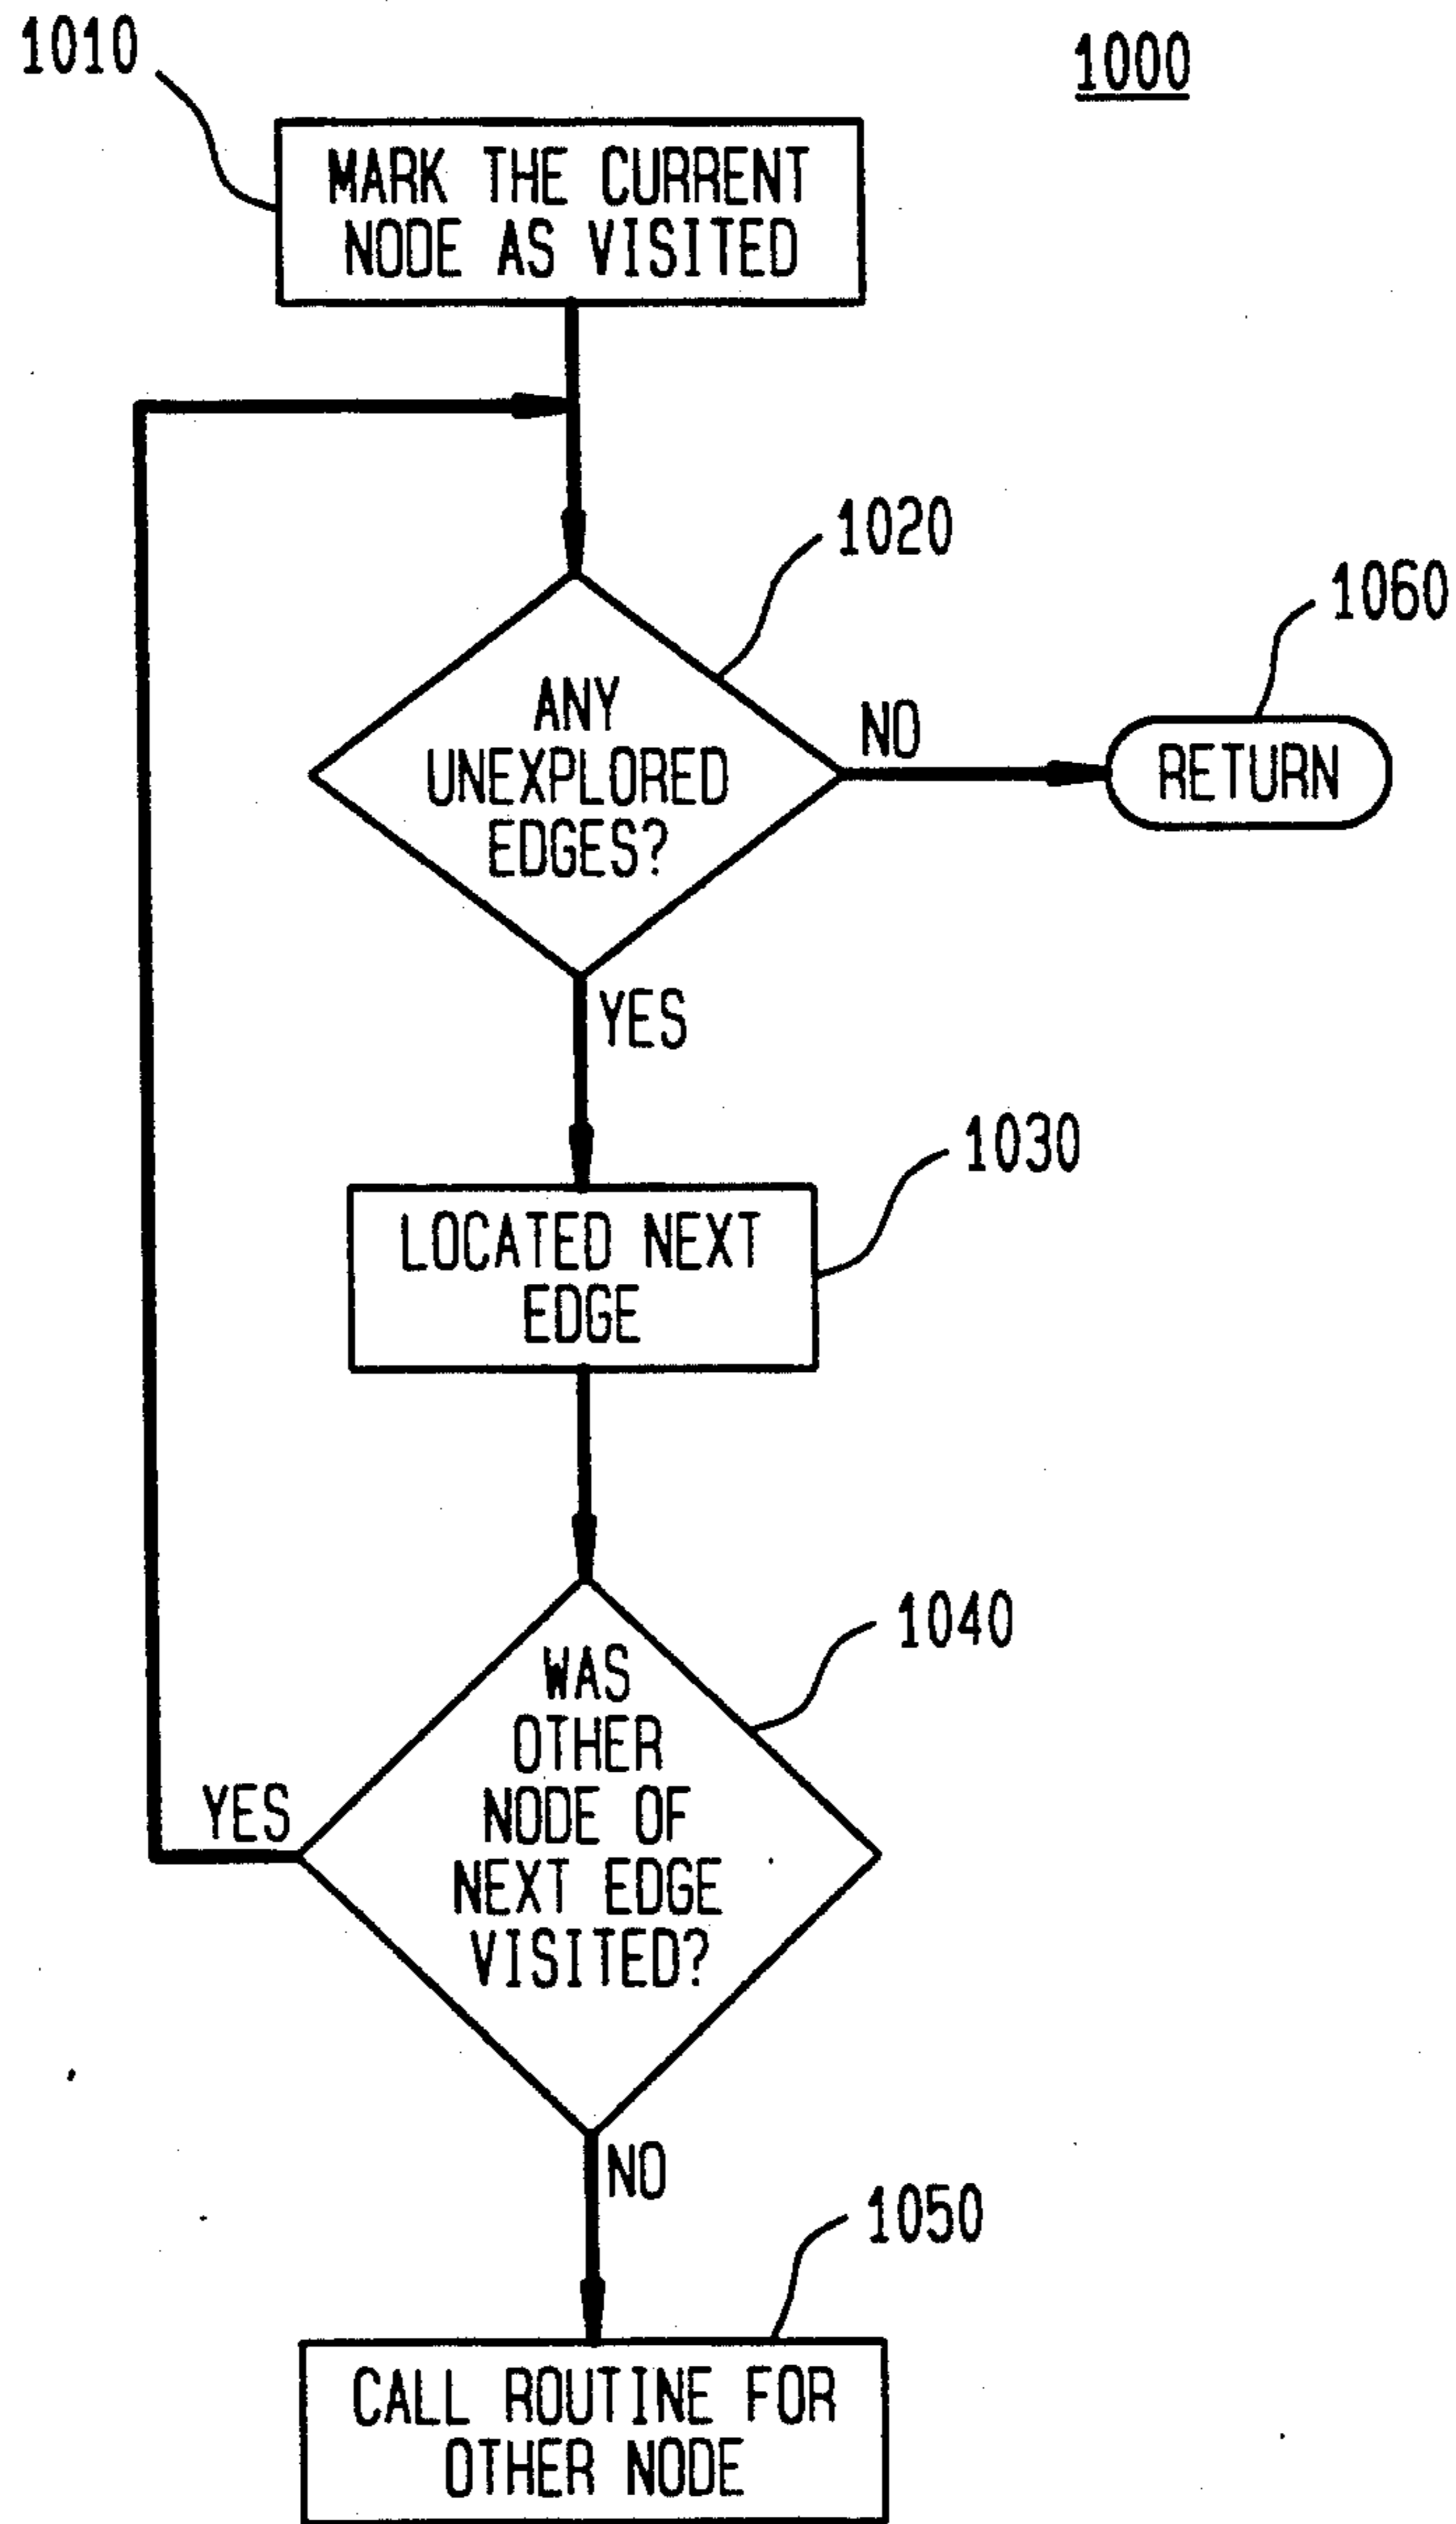 1010
1000
MARK THE CURRENT
NODE AS VISITED
1020
1060
ANY
UNEXPLORED
EDGES?
NO
RETURN
YES
1030
LOCATED NEXT
EDGE
1040
WAS
OTHER
NODE OF
NEXT EDGE
VISITED?
YES
NO
1050
CALL ROUTINE FOR
OTHER NODE